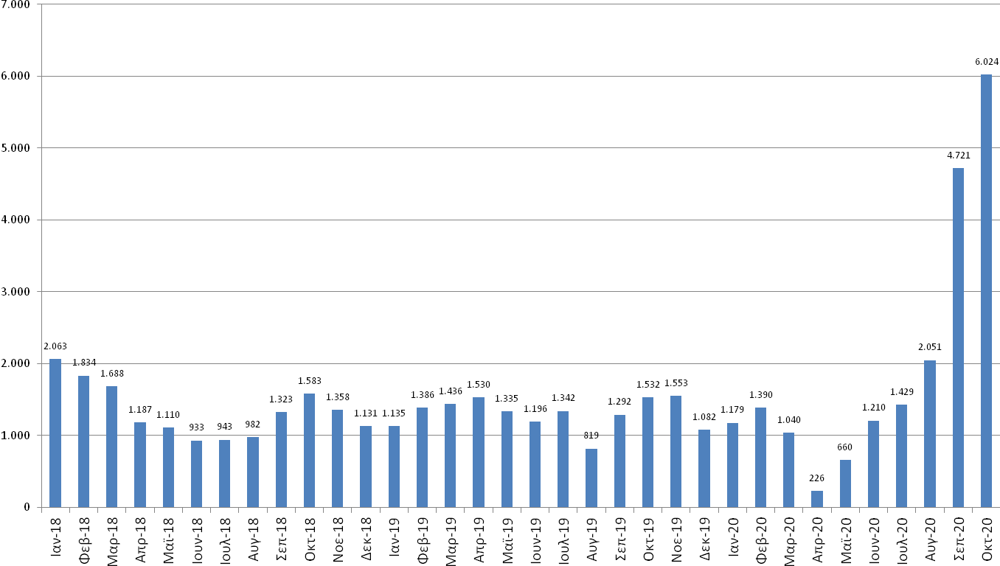 7.000
6.000
5.000
4.000
3.000
2.000
1.000
0
2.063
1.834
1.688
1.187
1.110
933
943
982
1.323
1.583
1.358
1.131
1.135
1.386
1.436
1.530
1.335
1.196
1.342
819
1.292
1.532
1.553
1.082
1.179
1.390
1.040
226
660
1.210
1.429
2.051
4.721
6.024
Ιαν-18
Φεβ-18
Μαρ-18
Απρ-18
Μαϊ-18
Ιουν-18
Ιουλ-18
Αυγ-18
Σεπ-18
Οκτ-18
Νοε-18
Δεκ-18
Ιαν-19
Φεβ-19
Μαρ-19
Απρ-19
Μαϊ-19
Ιουν-19
Ιουλ-19
Αυγ-19
Σεπ-19
Οκτ-19
Νοε-19
Δεκ-19
Ιαν-20
Φεβ-20
Μαρ-20
Απρ-20
Μαϊ-20
Ιουν-20
Ιουλ-20
Αυγ-20
Σεπ-20
Οκτ-20